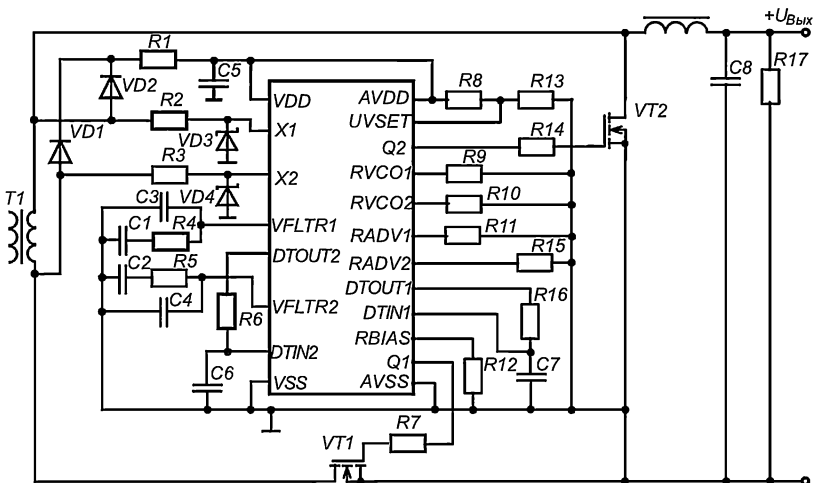 +Uвых
R1
C5
VD2
R2
VD1
VD3
R3
VD4
T1
C3
C1
R4
C2
R5
C4
R6
C6
VDD
X1
X2
VFLTR1
DTOUT2
VFLTR2
DTIN2
VSS
AVDD
UVSET
Q2
RVCO1
RVCO2
RADV1
RADV2
DTOUT1
DTIN1
RBIAS
Q1
AVSS
R8
R13
R14
R9
R10
R11
R15
R16
R12
C7
VT2
C8
R17
R7
VT1